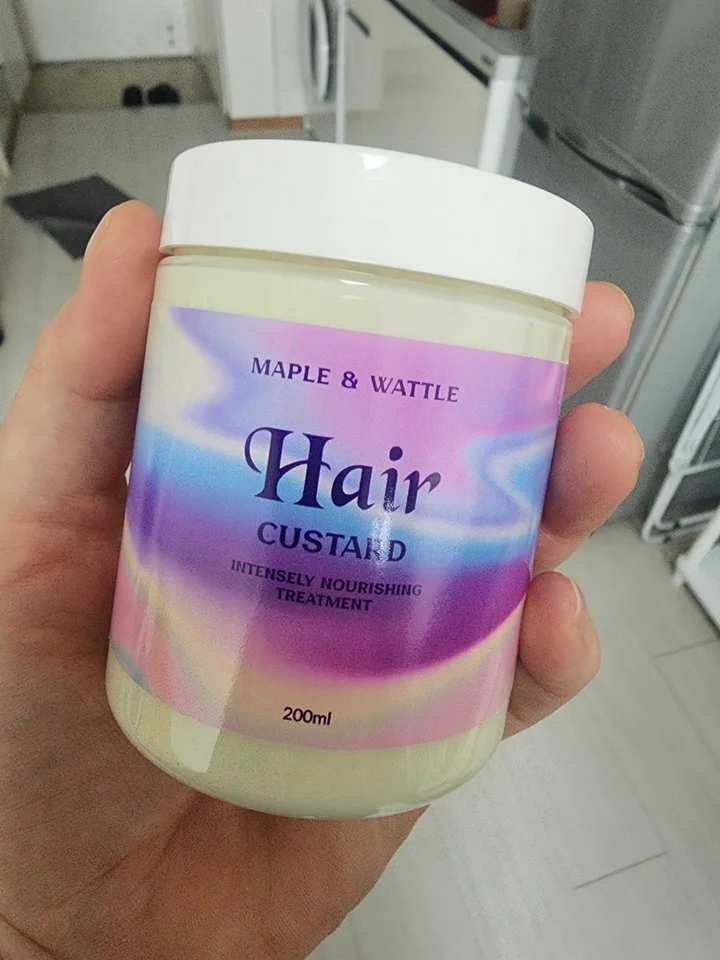 MAPLE & WATTLE
Hair
CUSTARD
INTENSELY NOURISHING
TREATMENT
200ml